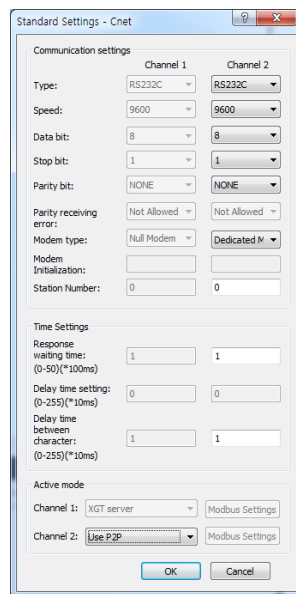 Standard Settings - Cnet
Communication settings
Channel 1 Channel 2
Type: RS232C RS232C
Speed: 9600 9600
Data bit: 8 8
Stop bit: 1 1
Parity bit: NONE NONE
Parity receiving
error: Not Allowed Not Allowed
Modem type: Null Modem Dedicated M
Modem
Initialization:
Station Number: 0 0
Time Settings
Response
waiting time: 1 1
(0-50)(*100ms)
Delay time setting: 0 0
(0-255)(*10ms)
Delay time
between
character: 1 1
(0-255)(*10ms)
Active mode
Channel 1: XGT server Modbus Settings
Channel 2: Use P2P Modbus Settings
OK Cancel